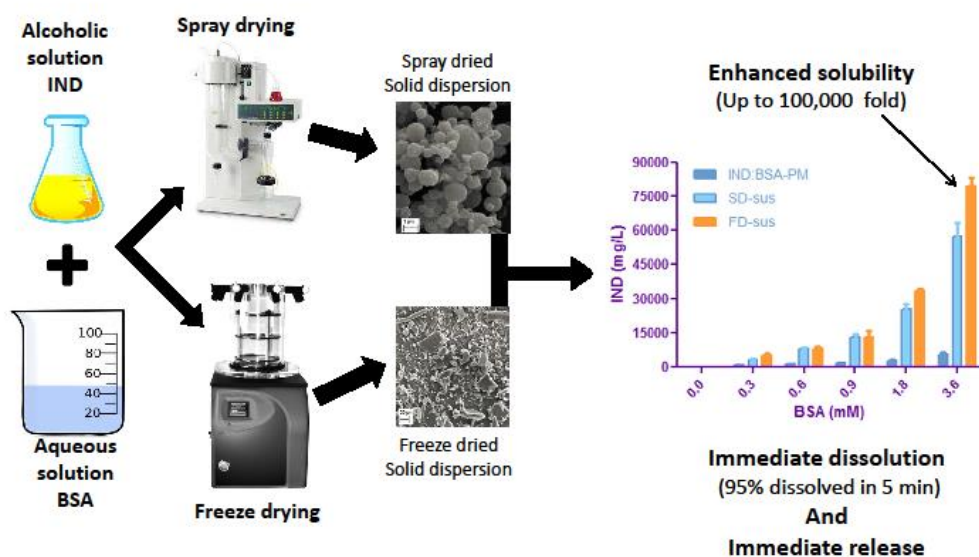 Alcoholic
solution
IND
100
80
60
40
20
Aqueous
solution
BSA
Spray drying
Freeze drying
Spray dried
Solid dispersion
Freeze dried
Solid dispersion
Enhanced solubility
(Up to 100,000 fold)
IND (mg/L)
90000
75000
60000
45000
30000
15000
0
IND:BSA-PM
SD-sus
FD-sus
0.0
0.3
0.6
0.9
1.8
3.6
BSA (mM)
Immediate dissolution
(95% dissolved in 5 min)
And
Immediate release